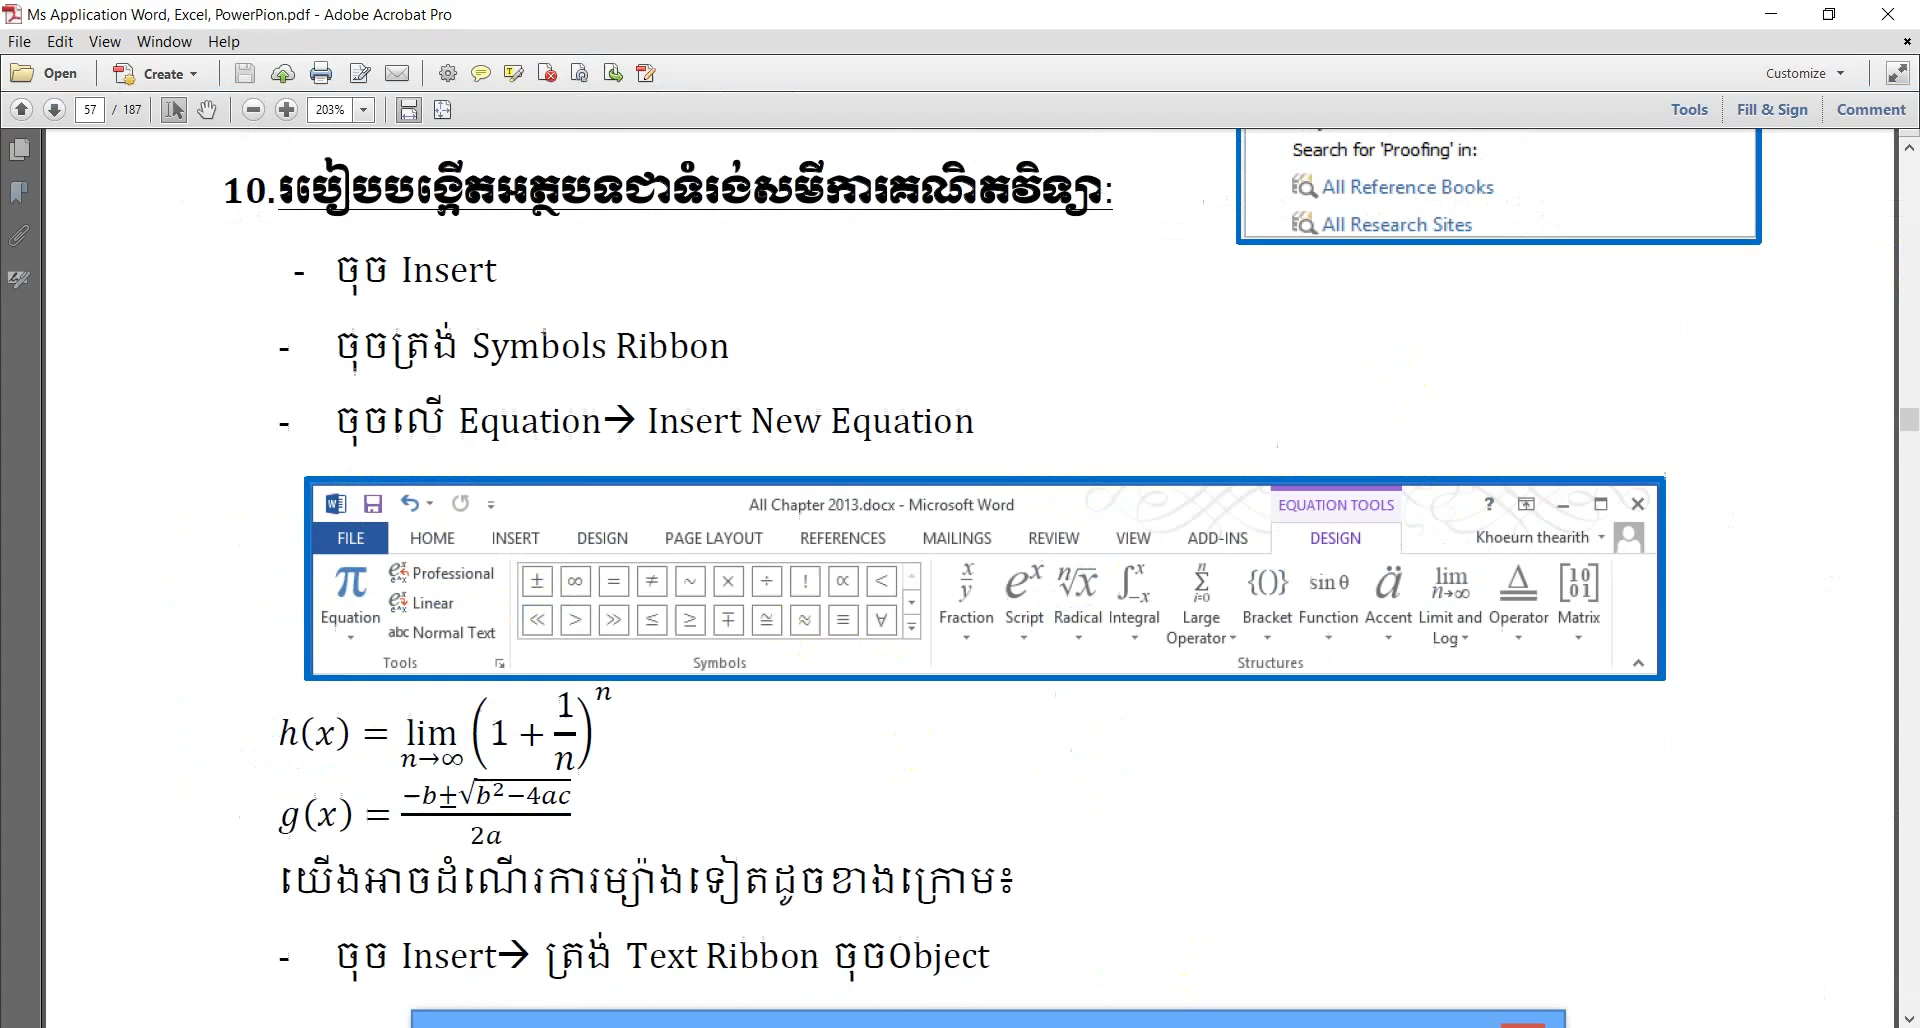 Ms Application Word, Excel, PowerPion.pdf - Adobe Acrobat Pro
File Edit View Window Help
Open Create Customize
57 / 187 203% Tools Fill & Sign Comment
Search for 'Proofing' in:
All Reference Books
All Research Sites
10.របៀបបង្កើតអត្ថបទជាទំរង់សមីការគណិតវិទ្យា:
- ចុច Insert
- ចុចត្រង់ Symbols Ribbon
- ចុចលើ Equation→ Insert New Equation
All Chapter 2013.docx - Microsoft Word EQUATION TOOLS ?
FILE HOME INSERT DESIGN PAGE LAYOUT REFERENCES MAILINGS REVIEW VIEW ADD-INS DESIGN Khoeurn thearith
π Professional ± ∞ = ≠ ~ × ÷ ! ∝ < x/y eˣ ⁿ√x ∫₋ₓˣ Σ {()} sin θ ä lim n→∞ Δ [1 0 0 1]
Equation Linear Fraction Script Radical Integral Large Operator Bracket Function Accent Limit and Log Operator Matrix
abc Normal Text ≪ > ≫ ≤ ≥ ∓ ≅ ≈ ≡ ∀
Tools Symbols Structures
h(x) = lim n→∞ (1 + 1/n)ⁿ
g(x) = (−b±√(b²−4ac))/2a
យើងអាចដំណើរការម្យ៉ាងទៀតដូចខាងក្រោម៖
- ចុច Insert→ ត្រង់ Text Ribbon ចុចObject